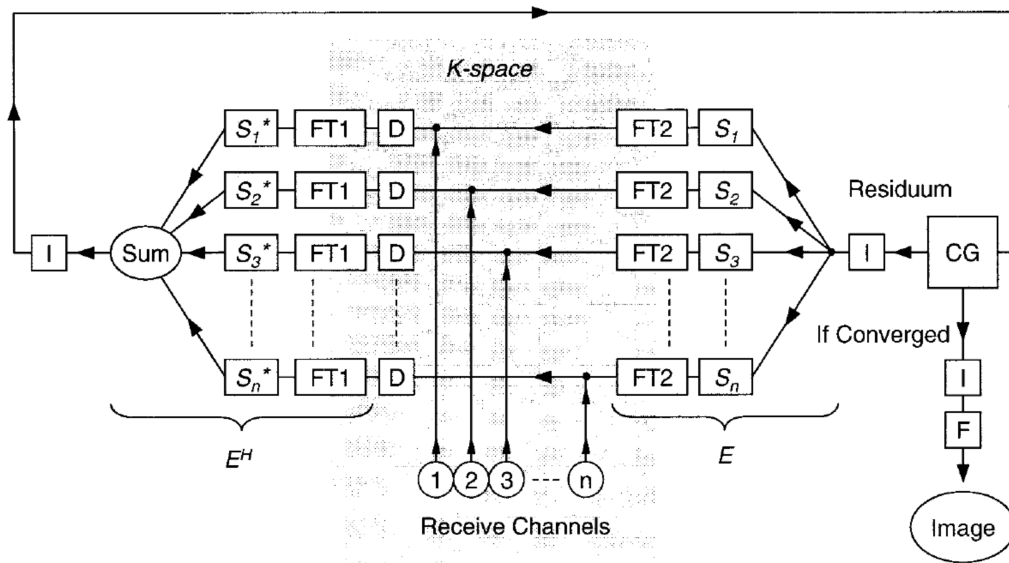 K-space
S1* FT1 D FT2 S1
S2* FT1 D FT2 S2
Residuum
I Sum S3* FT1 D FT2 S3 I CG
If Converged
Sn* FT1 D FT2 Sn I
E^H E F
1 2 3 n
Receive Channels Image